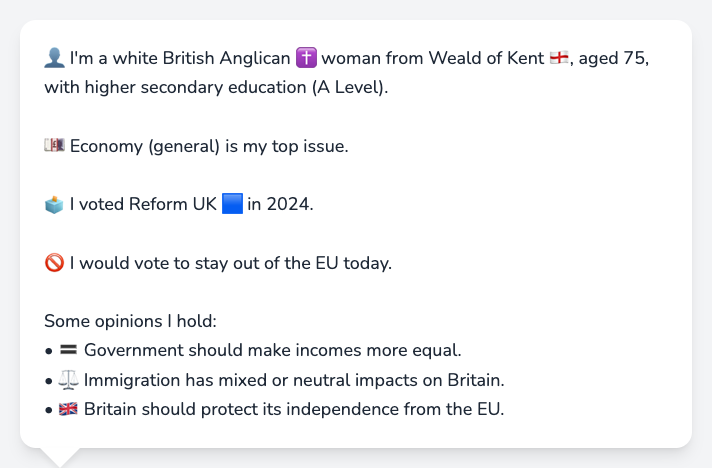 👤 I'm a white British Anglican ✝️ woman from Weald of Kent 🏴󠁧󠁢󠁥󠁮󠁧󠁿, aged 75,
with higher secondary education (A Level).
💷 Economy (general) is my top issue.
🗳️ I voted Reform UK 🟦 in 2024.
🚫 I would vote to stay out of the EU today.
Some opinions I hold:
• 🟰 Government should make incomes more equal.
• ⚖️ Immigration has mixed or neutral impacts on Britain.
• 🇬🇧 Britain should protect its independence from the EU.